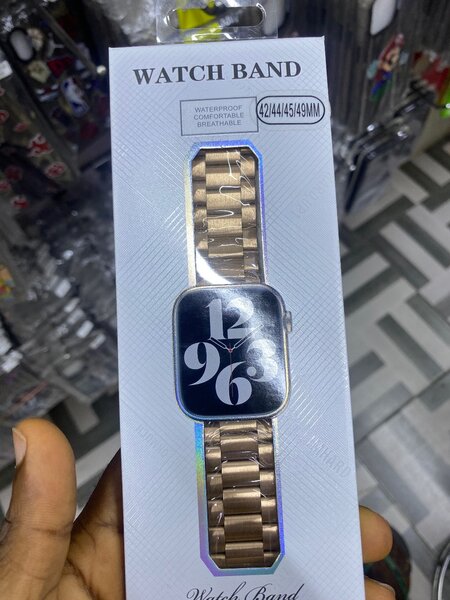 WATCH BAND
WATERPROOF
COMFORTABLE
BREATHABLE
42/44/45/49MM
12
9 3
6
Watch Band